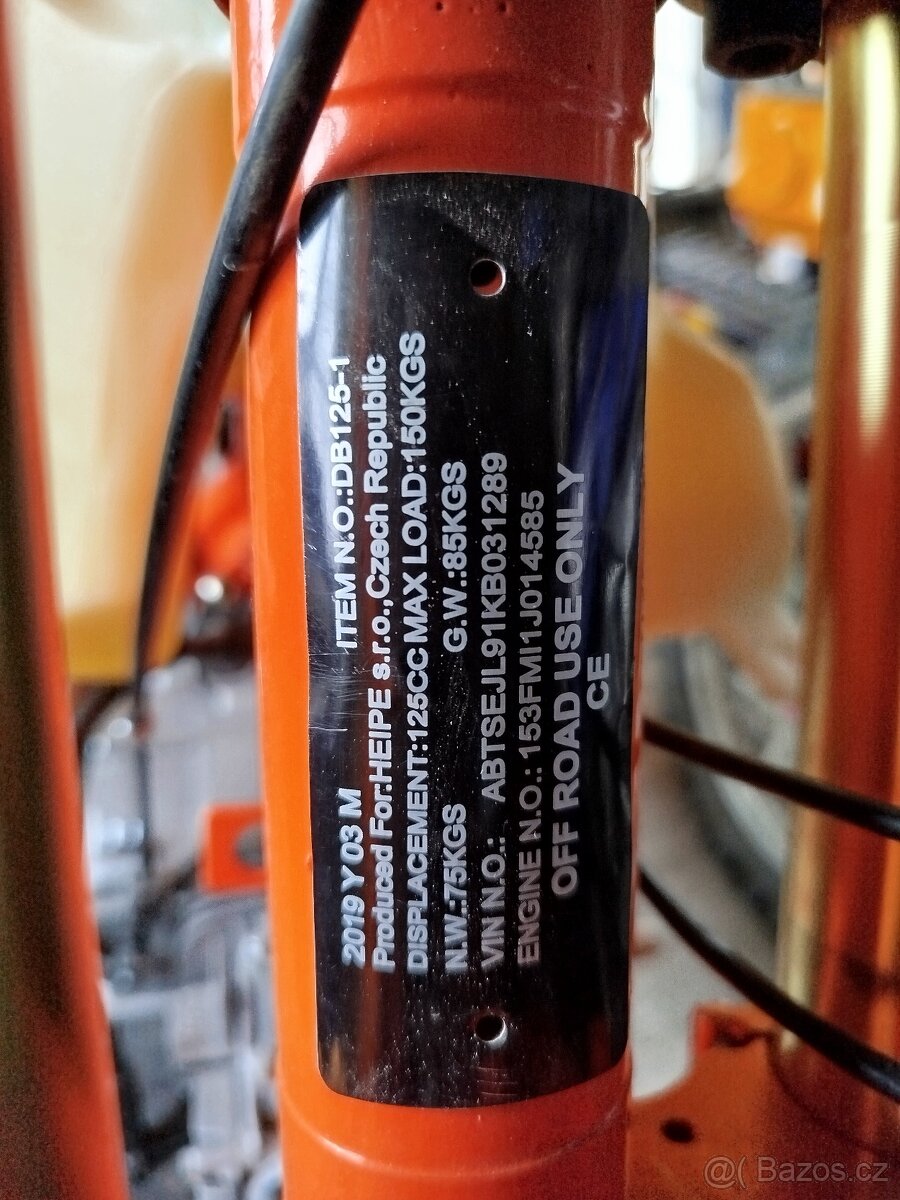 2019 Y 03 M ITEM N.O.:DB125-1
Produced For:HEIPE s.r.o.,Czech Republic
DISPLACEMENT:125CC MAX LOAD:150KGS
N.W.:75KGS G.W.:85KGS
VIN N.O.: ABTSEJL91KB031289
ENGINE N.O.: 153FMI1J014585
OFF ROAD USE ONLY
CE
@( Bazos.cz